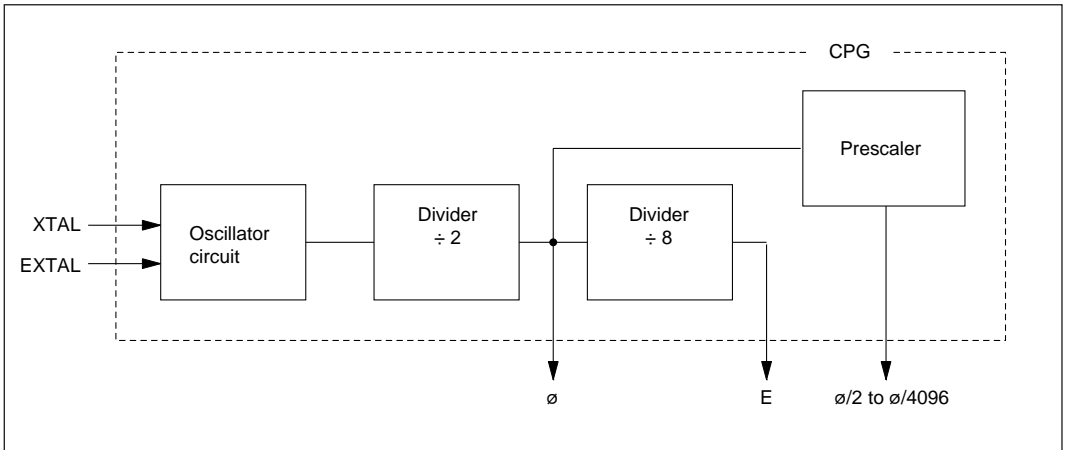 CPG
Prescaler
XTAL
EXTAL
Oscillator
circuit
Divider
÷ 2
Divider
÷ 8
ø
E
ø/2 to ø/4096